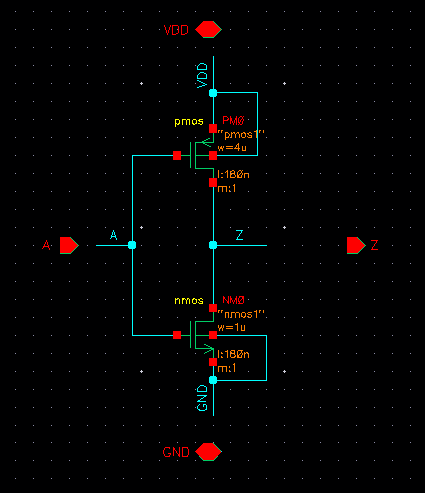 VDD
VDD
pmos
PM0
"pmos1"
w=4u
l:180n
m:1
A
A
Z
Z
nmos
NM0
"nmos1"
w=1u
l:180n
m:1
GND
GND